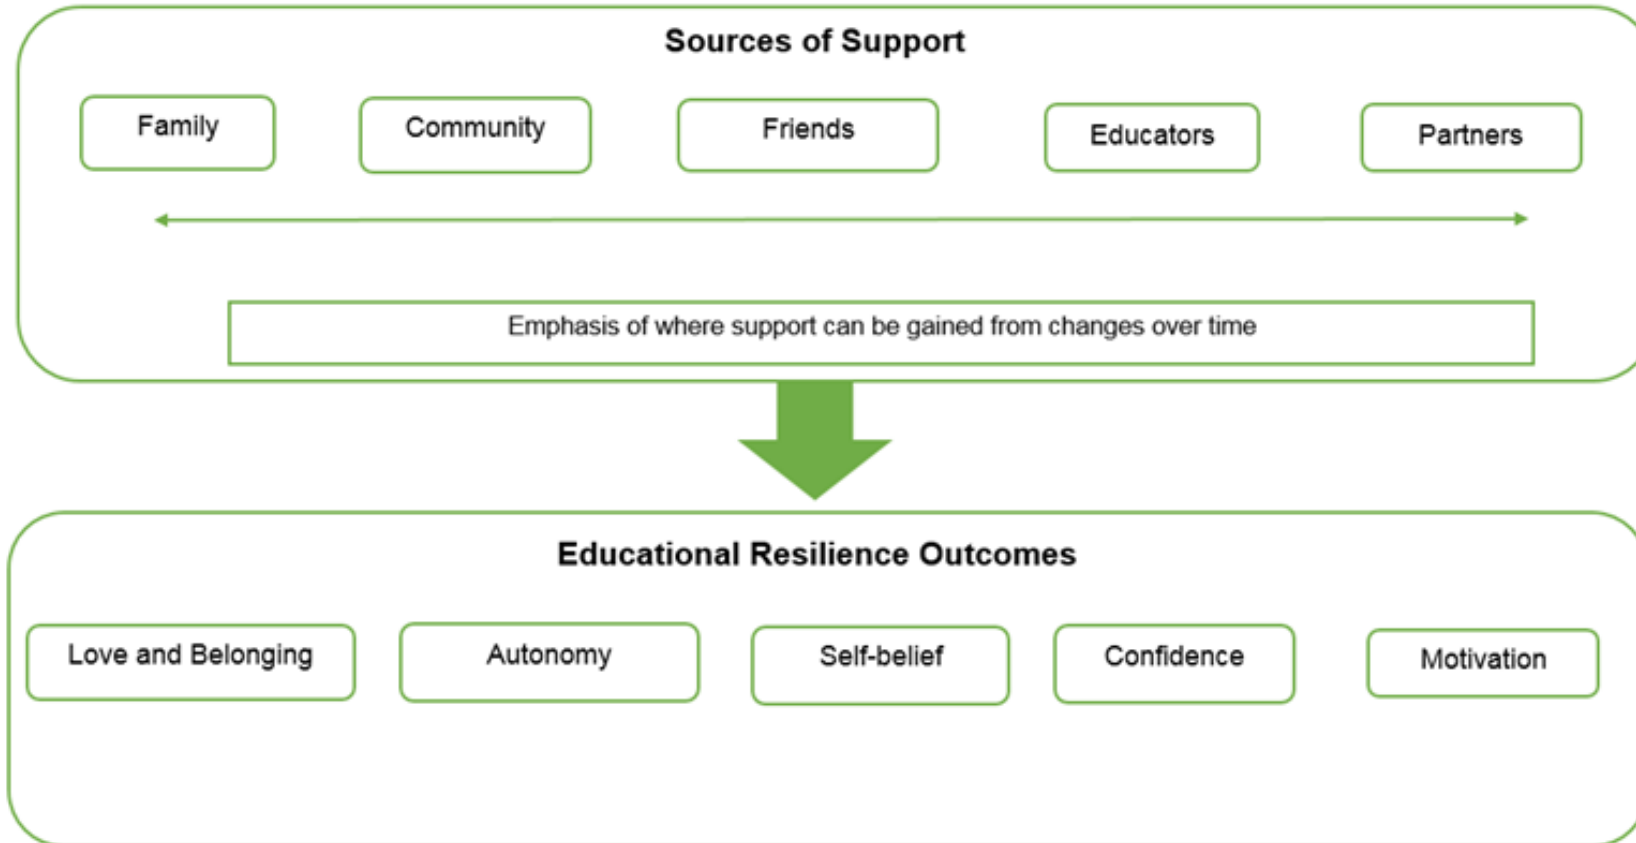 Sources of Support
Family
Community
Friends
Educators
Partners
Emphasis of where support can be gained from changes over time
Educational Resilience Outcomes
Love and Belonging
Autonomy
Self-belief
Confidence
Motivation